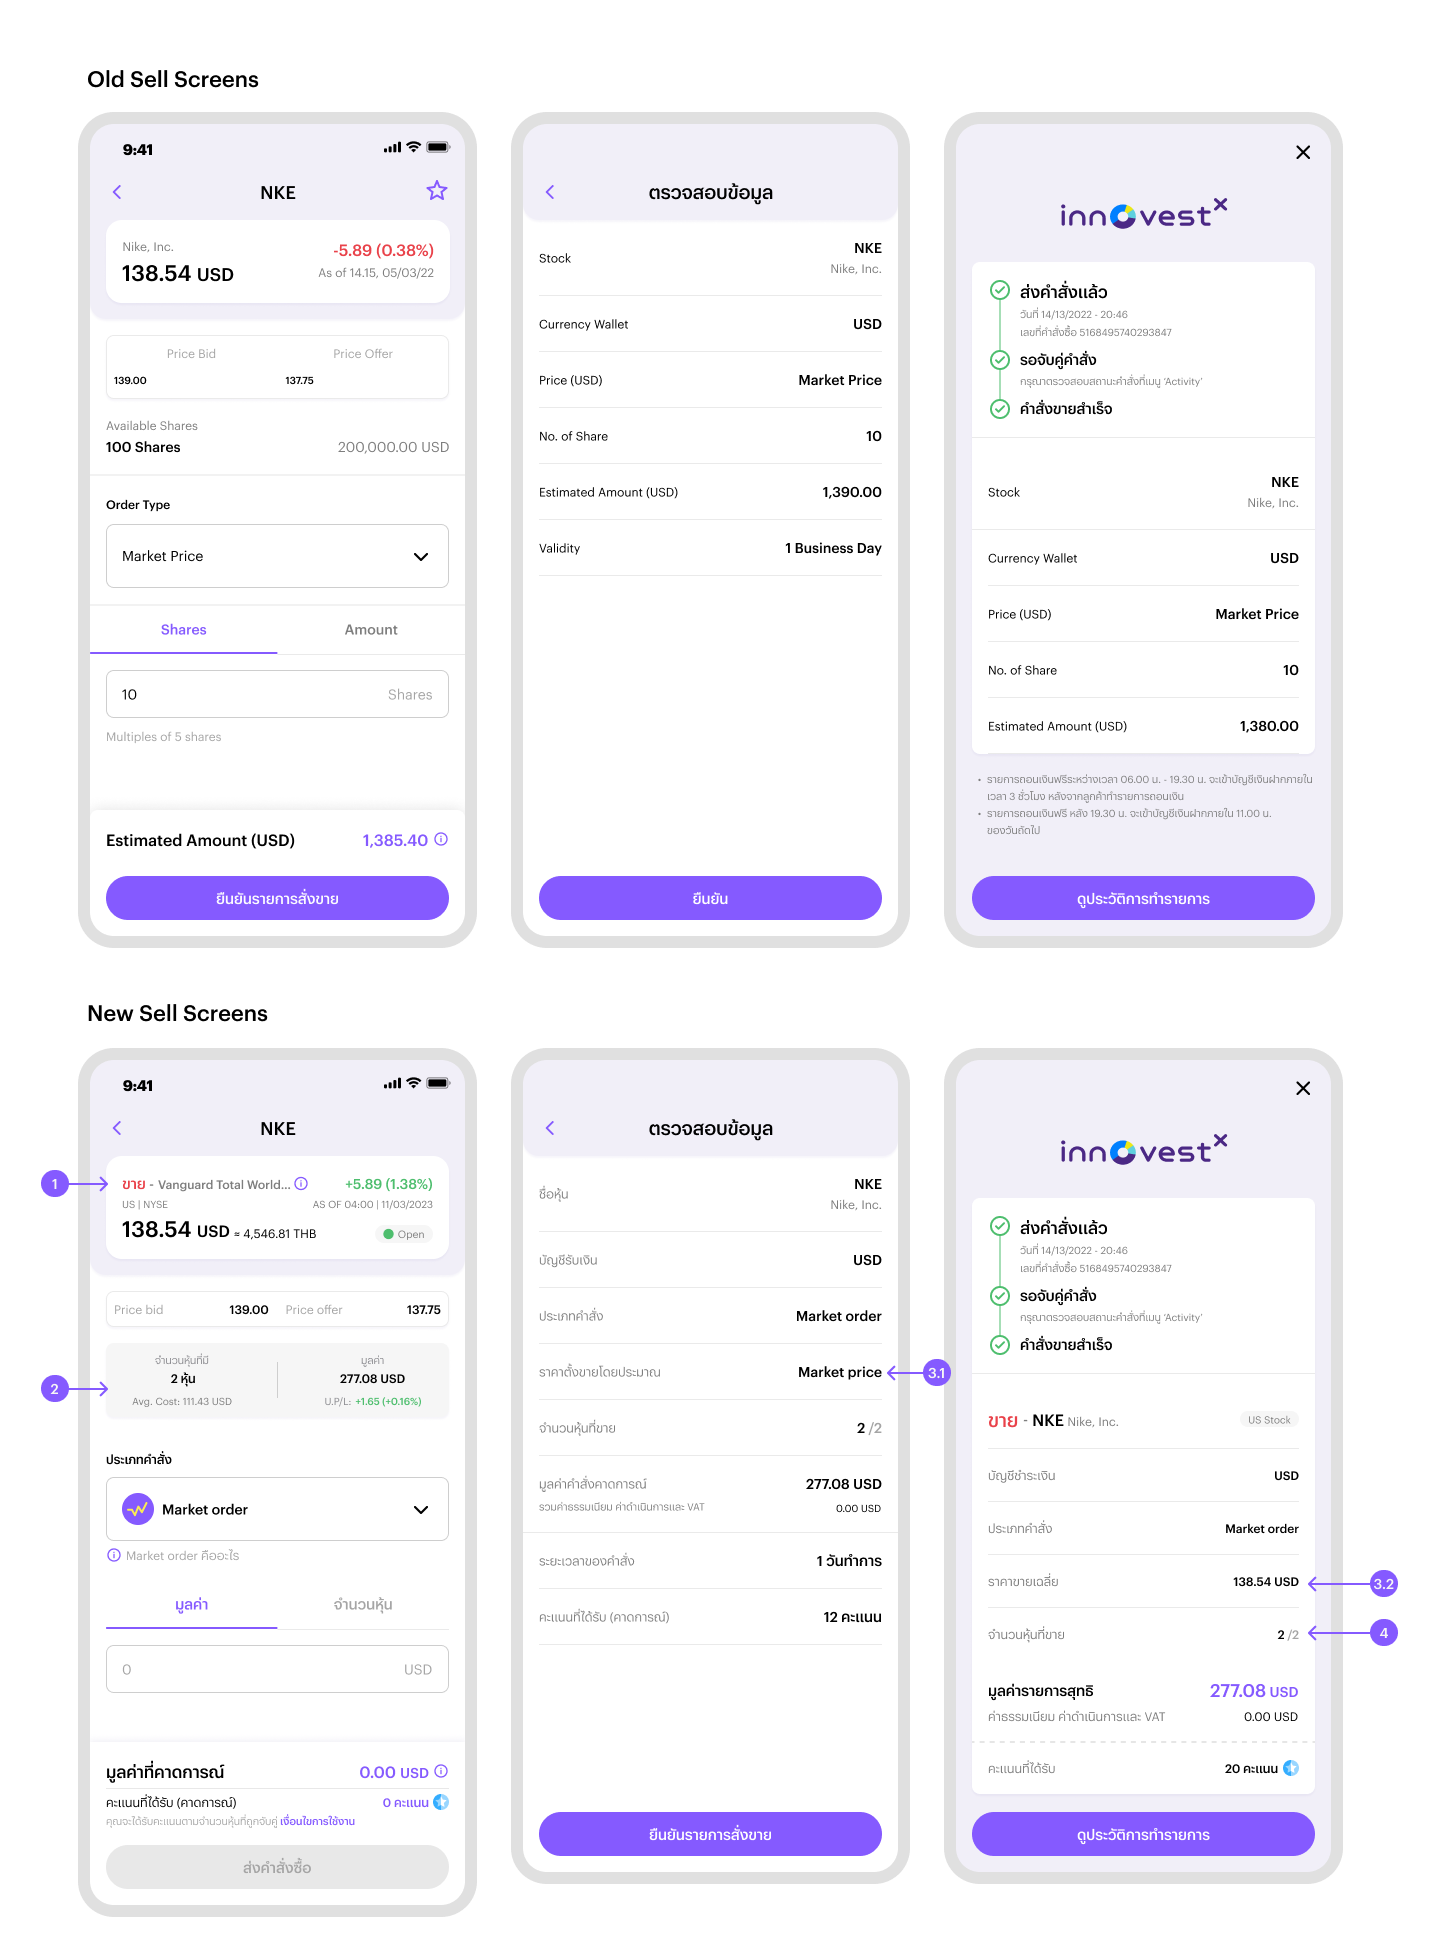 Old Sell Screens
9:41
NKE
Nike, Inc.
-5.89 (0.38%)
138.54 USD
As of 14.15, 05/03/22
Price Bid
Price Offer
139.00
137.75
Available Shares
100 Shares
200,000.00 USD
Order Type
Market Price
Shares
Amount
10
Shares
Multiples of 5 shares
Estimated Amount (USD)
1,385.40
ยืนยันรายการสั่งขาย
ตรวจสอบข้อมูล
Stock
NKE
Nike, Inc.
Currency Wallet
USD
Price (USD)
Market Price
No. of Share
10
Estimated Amount (USD)
1,390.00
Validity
1 Business Day
ยืนยัน
innovestx
ส่งคำสั่งแล้ว
วันที่ 14/13/2022 - 20:46
เลขที่คำสั่งซื้อ 5168495740293847
รอจับคู่คำสั่ง
กรุณาตรวจสอบสถานะคำสั่งที่เมนู 'Activity'
คำสั่งขายสำเร็จ
Stock
NKE
Nike, Inc.
Currency Wallet
USD
Price (USD)
Market Price
No. of Share
10
Estimated Amount (USD)
1,380.00
• รายการถอนเงินฟรีระหว่างเวลา 06.00 น. - 19.30 น. จะเข้าบัญชีเงินฝากภายใน
เวลา 3 ชั่วโมง หลังจากลูกค้าทำรายการถอนเงิน
• รายการถอนเงินฟรี หลัง 19.30 น. จะเข้าบัญชีเงินฝากภายใน 11.00 น.
ของวันถัดไป
ดูประวัติการทำรายการ
New Sell Screens
9:41
NKE
1
ขาย - Vanguard Total World...
+5.89 (1.38%)
US | NYSE
AS OF 04:00 | 11/03/2023
138.54 USD ≈ 4,546.81 THB
Open
Price bid
139.00
Price offer
137.75
2
จำนวนหุ้นที่มี
มูลค่า
2 หุ้น
277.08 USD
Avg. Cost: 111.43 USD
U.P/L: +1.65 (+0.16%)
ประเภทคำสั่ง
Market order
Market order คืออะไร
มูลค่า
จำนวนหุ้น
0
USD
มูลค่าที่คาดการณ์
0.00 USD
คะแนนที่ได้รับ (คาดการณ์)
0 คะแนน
คุณจะได้รับคะแนนตามจำนวนหุ้นที่ถูกจับคู่ เงื่อนไขการใช้งาน
ส่งคำสั่งซื้อ
ตรวจสอบข้อมูล
ชื่อหุ้น
NKE
Nike, Inc.
บัญชีรับเงิน
USD
ประเภทคำสั่ง
Market order
ราคาตั้งขายโดยประมาณ
Market price
3.1
จำนวนหุ้นที่ขาย
2 /2
มูลค่าคำสั่งคาดการณ์
277.08 USD
รวมค่าธรรมเนียม ค่าดำเนินการและ VAT
0.00 USD
ระยะเวลาของคำสั่ง
1 วันทำการ
คะแนนที่ได้รับ (คาดการณ์)
12 คะแนน
ยืนยันรายการสั่งขาย
innovestx
ส่งคำสั่งแล้ว
วันที่ 14/13/2022 - 20:46
เลขที่คำสั่งซื้อ 5168495740293847
รอจับคู่คำสั่ง
กรุณาตรวจสอบสถานะคำสั่งที่เมนู 'Activity'
คำสั่งขายสำเร็จ
ขาย - NKE Nike, Inc.
US Stock
บัญชีชำระเงิน
USD
ประเภทคำสั่ง
Market order
ราคาขายเฉลี่ย
138.54 USD
3.2
จำนวนหุ้นที่ขาย
2 /2
4
มูลค่ารายการสุทธิ
277.08 USD
ค่าธรรมเนียม ค่าดำเนินการและ VAT
0.00 USD
คะแนนที่ได้รับ
20 คะแนน
ดูประวัติการทำรายการ